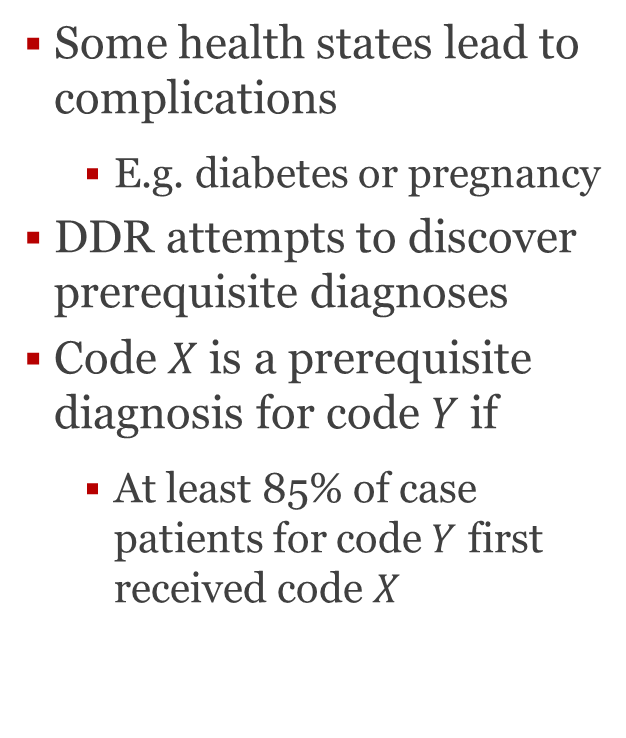 ▪ Some health states lead to
complications
▪ E.g. diabetes or pregnancy
▪ DDR attempts to discover
prerequisite diagnoses
▪ Code X is a prerequisite
diagnosis for code Y if
▪ At least 85% of case
patients for code Y first
received code X